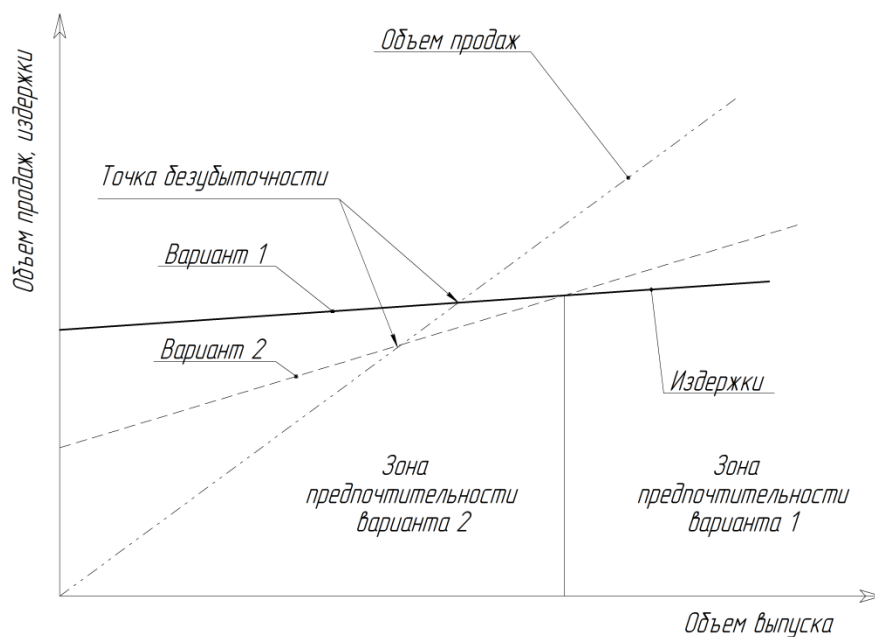 Объем продаж, издержки
Объем продаж
Точка безубыточности
Вариант 1
Вариант 2
Издержки
Зона
предпочтительности
варианта 2
Зона
предпочтительности
варианта 1
Объем выпуска